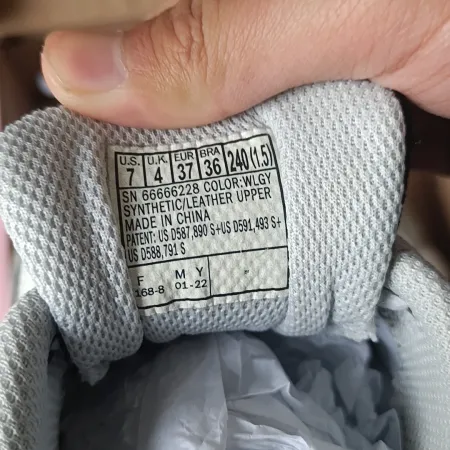 U.S. U.K. EUR BRA 240(1.5)
7 4 37 36
SN 66666228 COLOR:WLGY
SYNTHETIC/LEATHER UPPER
MADE IN CHINA
PATENT: US D587,890 S+US D591,493 S+
US D588,791 S
F M Y
168-8 01-22